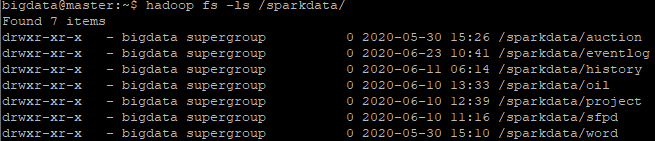 bigdata@master:~$ hadoop fs -ls /sparkdata/
Found 7 items
drwxr-xr-x   - bigdata supergroup          0 2020-05-30 15:26 /sparkdata/auction
drwxr-xr-x   - bigdata supergroup          0 2020-06-23 10:41 /sparkdata/eventlog
drwxr-xr-x   - bigdata supergroup          0 2020-06-11 06:14 /sparkdata/history
drwxr-xr-x   - bigdata supergroup          0 2020-06-10 13:33 /sparkdata/oil
drwxr-xr-x   - bigdata supergroup          0 2020-06-10 12:39 /sparkdata/project
drwxr-xr-x   - bigdata supergroup          0 2020-06-10 11:16 /sparkdata/sfpd
drwxr-xr-x   - bigdata supergroup          0 2020-05-30 15:10 /sparkdata/word